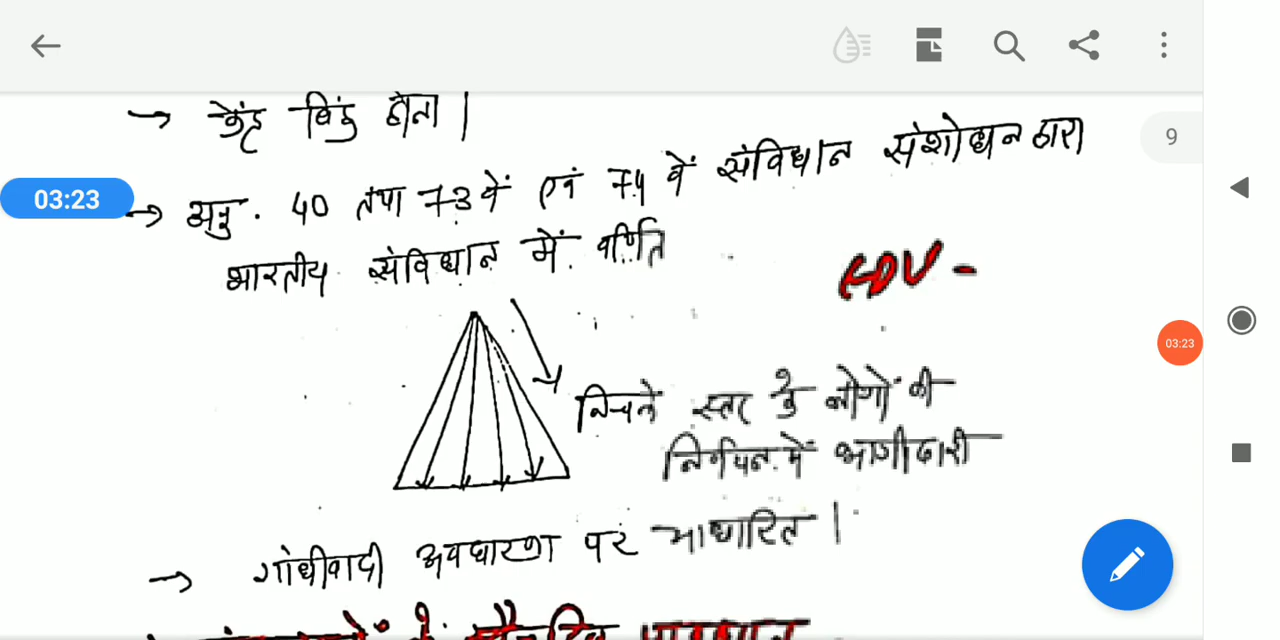 → केंद्र बिंदु होना।
9
→ अनु. 40 तथा 73 वें एवं 74 वें संविधान संशोधन द्वारा
03:23
भारतीय संविधान में वर्णित
03:23
निचले स्तर के लोगों की
निर्णयन में भागीदारी
→ गाँधीवादी अवधारणा पर आधारित।